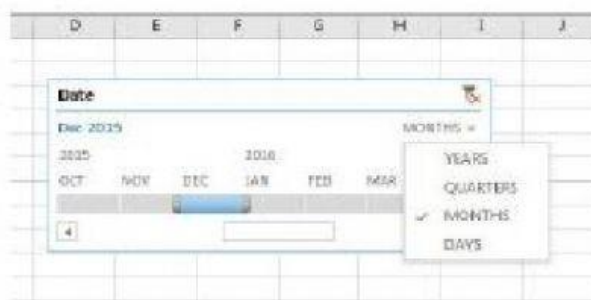 D E F G H I J
Date
Dec 2015 MONTHS
2015 2016
OCT NOV DEC JAN FEB MAR
YEARS
QUARTERS
MONTHS
DAYS